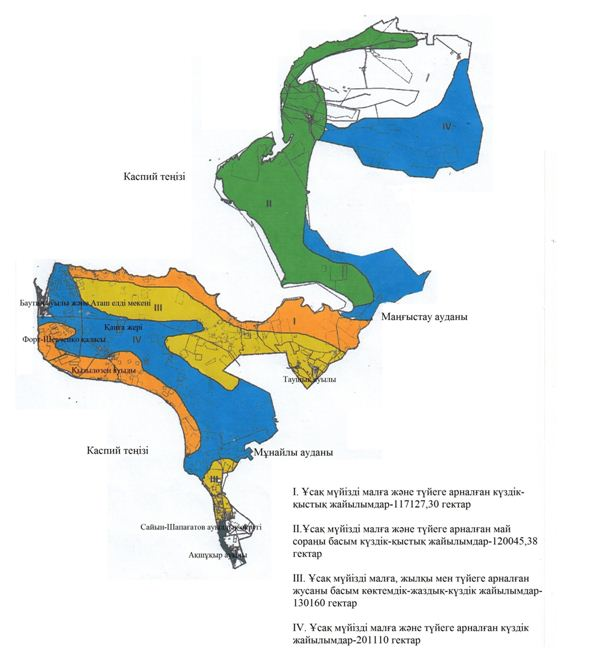 I
IV
Каспий теңізі
II
Маңғыстау ауданы
Баутин ауылы және Аташ елді мекені
III
I
Қаңға жері
Форт-Шевченко қаласы
IV
Қызылөзен ауылы
Таушық ауылы
Каспий теңізі
Мұнайлы ауданы
III
Сайын-Шапағатов ауылдық округі
Ақшұқыр ауылы
I. Ұсақ мүйізді малға және түйеге арналған күздік-
қыстық жайылымдар-117127,30 гектар
II.Ұсақ мүйізді малға және түйеге арналған май
сораңы басым күздік-қыстық жайылымдар-120045,38
гектар
III. Ұсақ мүйізді малға, жылқы мен түйеге арналған
жусаны басым көктемдік-жаздық-күздік жайылымдар-
130160 гектар
IV. Ұсақ мүйізді малға және түйеге арналған күздік
жайылымдар-201110 гектар